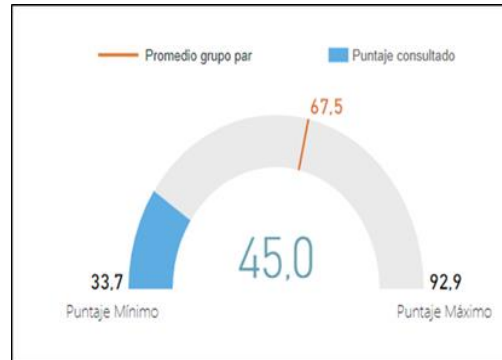 Promedio grupo par
Puntaje consultado
67,5
45,0
33,7
92,9
Puntaje Mínimo
Puntaje Máximo